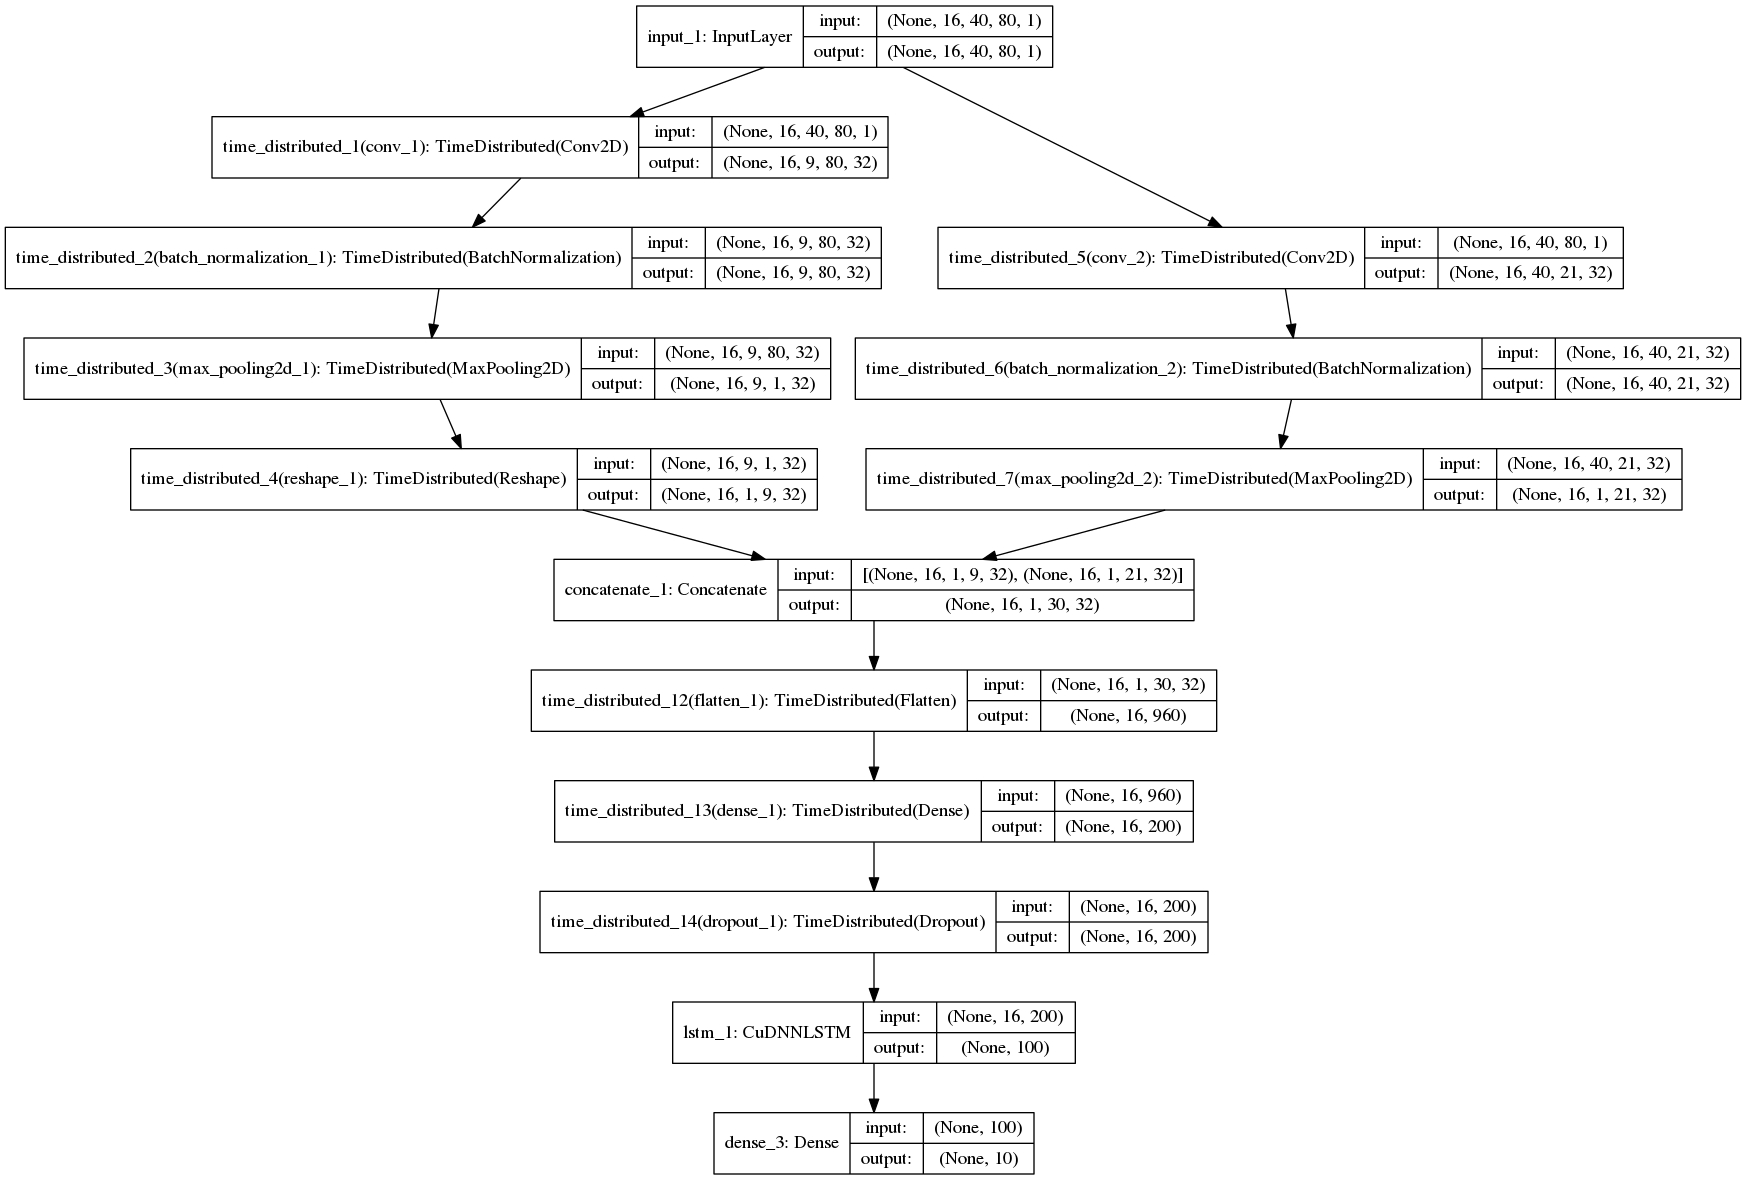 input_1: InputLayer
input: (None, 16, 40, 80, 1)
output: (None, 16, 40, 80, 1)
time_distributed_1(conv_1): TimeDistributed(Conv2D)
input: (None, 16, 40, 80, 1)
output: (None, 16, 9, 80, 32)
time_distributed_2(batch_normalization_1): TimeDistributed(BatchNormalization)
input: (None, 16, 9, 80, 32)
output: (None, 16, 9, 80, 32)
time_distributed_5(conv_2): TimeDistributed(Conv2D)
input: (None, 16, 40, 80, 1)
output: (None, 16, 40, 21, 32)
time_distributed_3(max_pooling2d_1): TimeDistributed(MaxPooling2D)
input: (None, 16, 9, 80, 32)
output: (None, 16, 9, 1, 32)
time_distributed_6(batch_normalization_2): TimeDistributed(BatchNormalization)
input: (None, 16, 40, 21, 32)
output: (None, 16, 40, 21, 32)
time_distributed_4(reshape_1): TimeDistributed(Reshape)
input: (None, 16, 9, 1, 32)
output: (None, 16, 1, 9, 32)
time_distributed_7(max_pooling2d_2): TimeDistributed(MaxPooling2D)
input: (None, 16, 40, 21, 32)
output: (None, 16, 1, 21, 32)
concatenate_1: Concatenate
input: [(None, 16, 1, 9, 32), (None, 16, 1, 21, 32)]
output: (None, 16, 1, 30, 32)
time_distributed_12(flatten_1): TimeDistributed(Flatten)
input: (None, 16, 1, 30, 32)
output: (None, 16, 960)
time_distributed_13(dense_1): TimeDistributed(Dense)
input: (None, 16, 960)
output: (None, 16, 200)
time_distributed_14(dropout_1): TimeDistributed(Dropout)
input: (None, 16, 200)
output: (None, 16, 200)
lstm_1: CuDNNLSTM
input: (None, 16, 200)
output: (None, 100)
dense_3: Dense
input: (None, 100)
output: (None, 10)